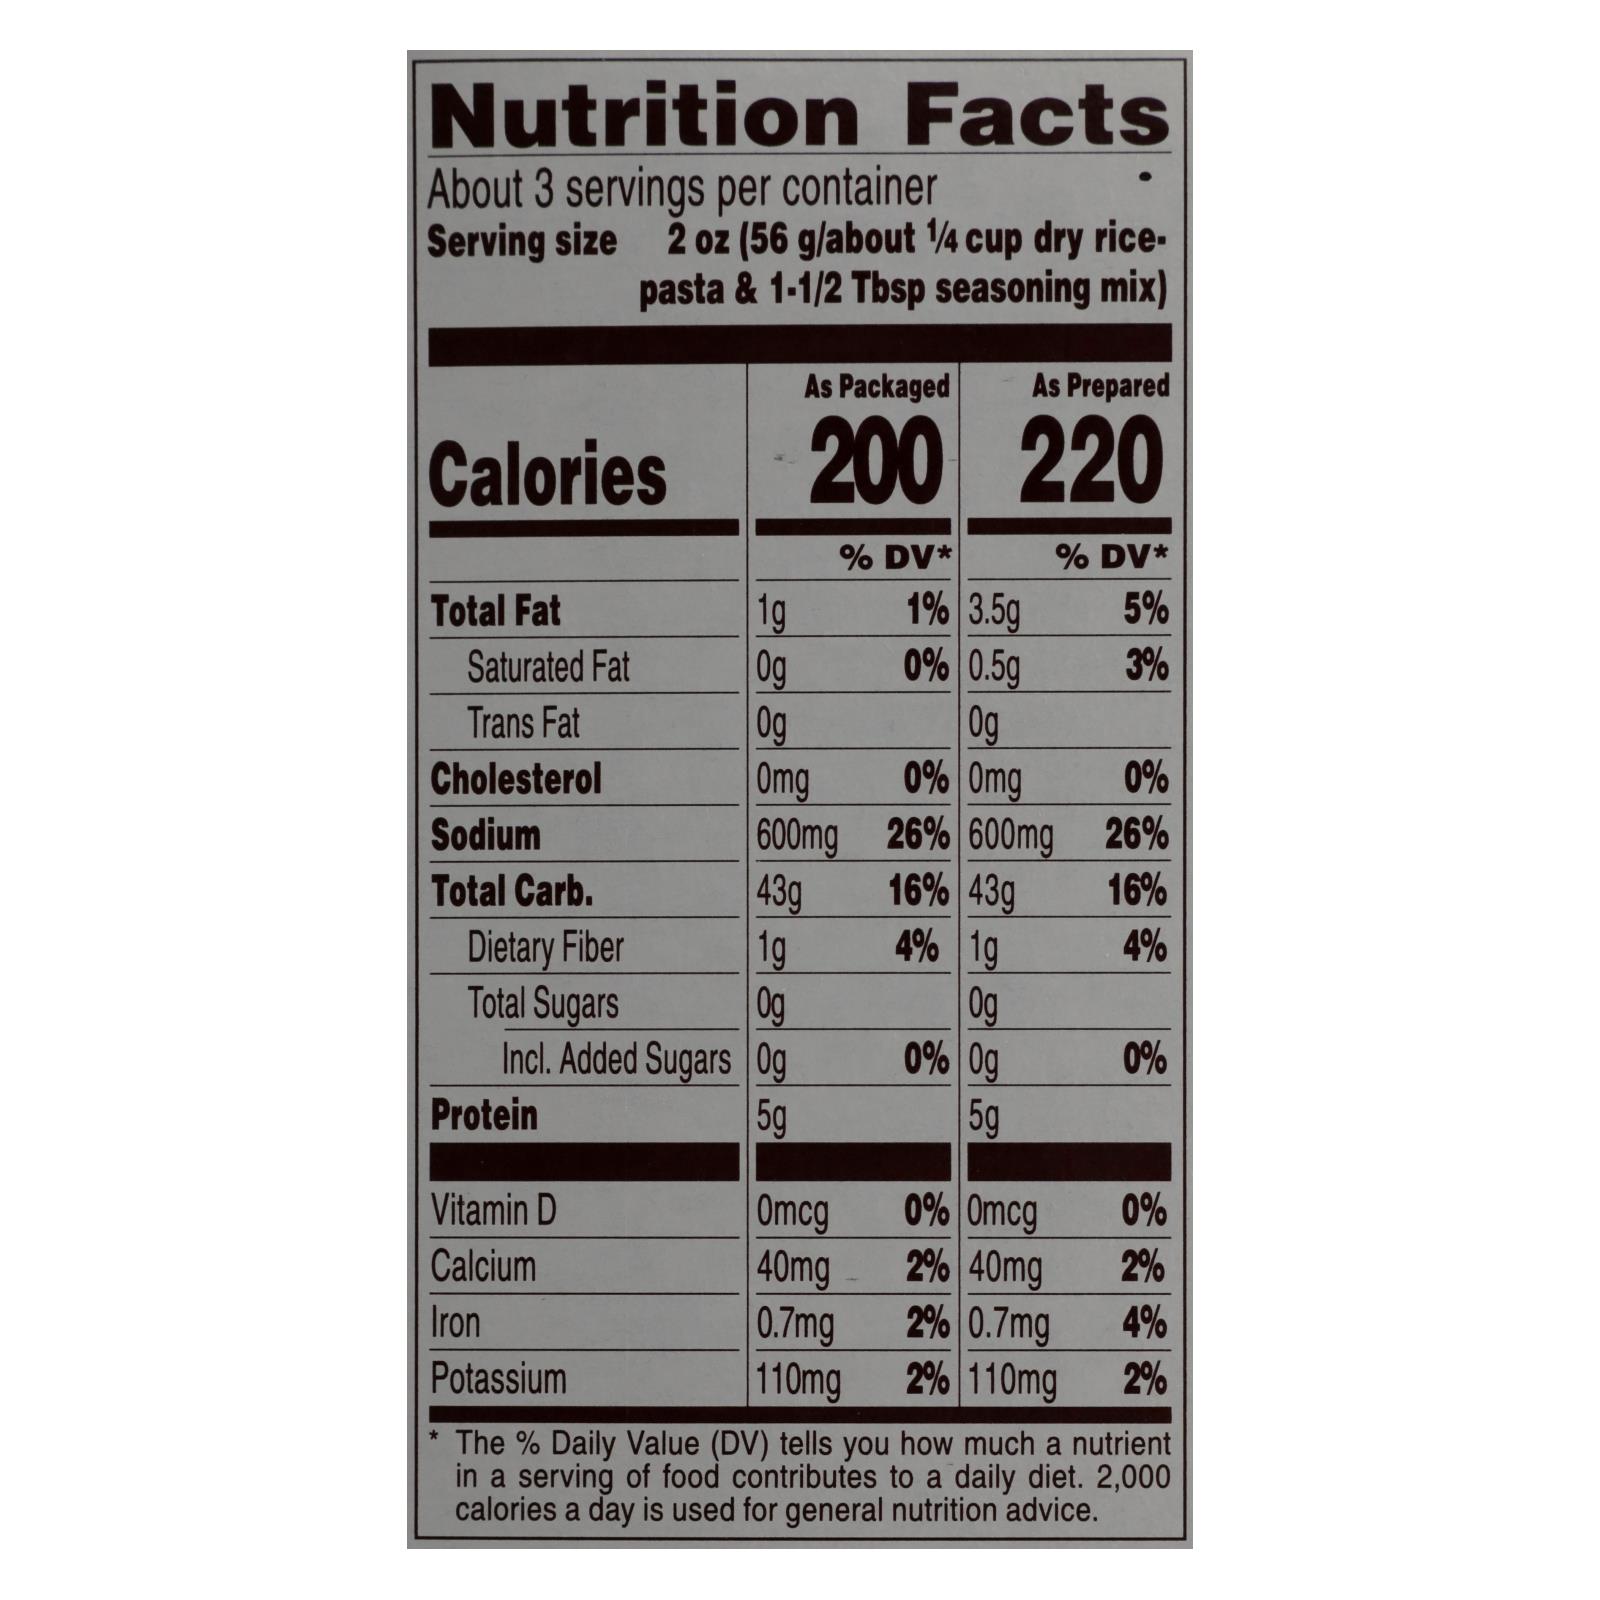 Nutrition Facts
About 3 servings per container
Serving size 2 oz (56 g/about ¼ cup dry rice-
pasta & 1-1/2 Tbsp seasoning mix)
As Packaged As Prepared
Calories 200 220
% DV* % DV*
Total Fat 1g 1% 3.5g 5%
Saturated Fat 0g 0% 0.5g 3%
Trans Fat 0g 0g
Cholesterol 0mg 0% 0mg 0%
Sodium 600mg 26% 600mg 26%
Total Carb. 43g 16% 43g 16%
Dietary Fiber 1g 4% 1g 4%
Total Sugars 0g 0g
Incl. Added Sugars 0g 0% 0g 0%
Protein 5g 5g
Vitamin D 0mcg 0% 0mcg 0%
Calcium 40mg 2% 40mg 2%
Iron 0.7mg 2% 0.7mg 4%
Potassium 110mg 2% 110mg 2%
* The % Daily Value (DV) tells you how much a nutrient
in a serving of food contributes to a daily diet. 2,000
calories a day is used for general nutrition advice.